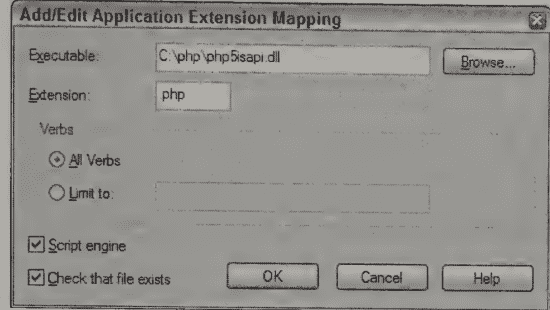 Add/Edit Application Extension Mapping
Executable: C:\php\php5isapi.dll Browse...
Extension: php
Verbs
All Verbs
Limit to:
Script engine
Check that file exists OK Cancel Help